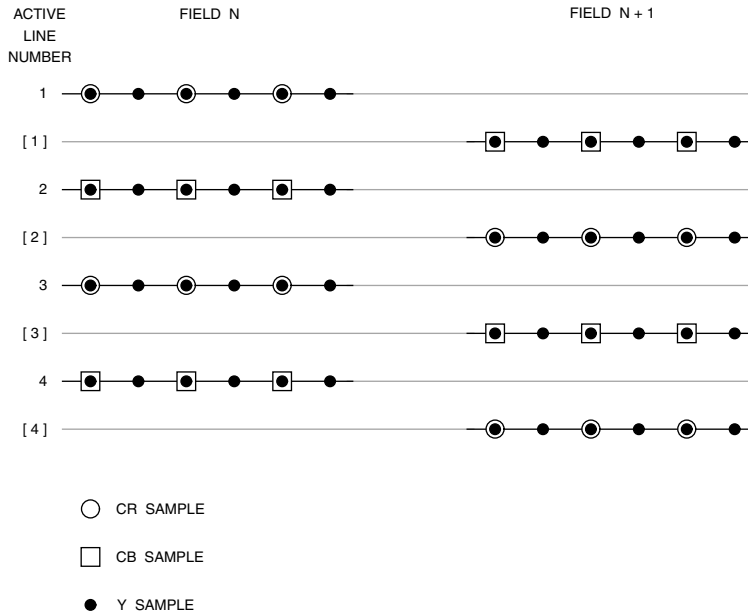 ACTIVE
LINE
NUMBER
FIELD N
FIELD N + 1
1
[ 1 ]
2
[ 2 ]
3
[ 3 ]
4
[ 4 ]
CR SAMPLE
CB SAMPLE
Y SAMPLE